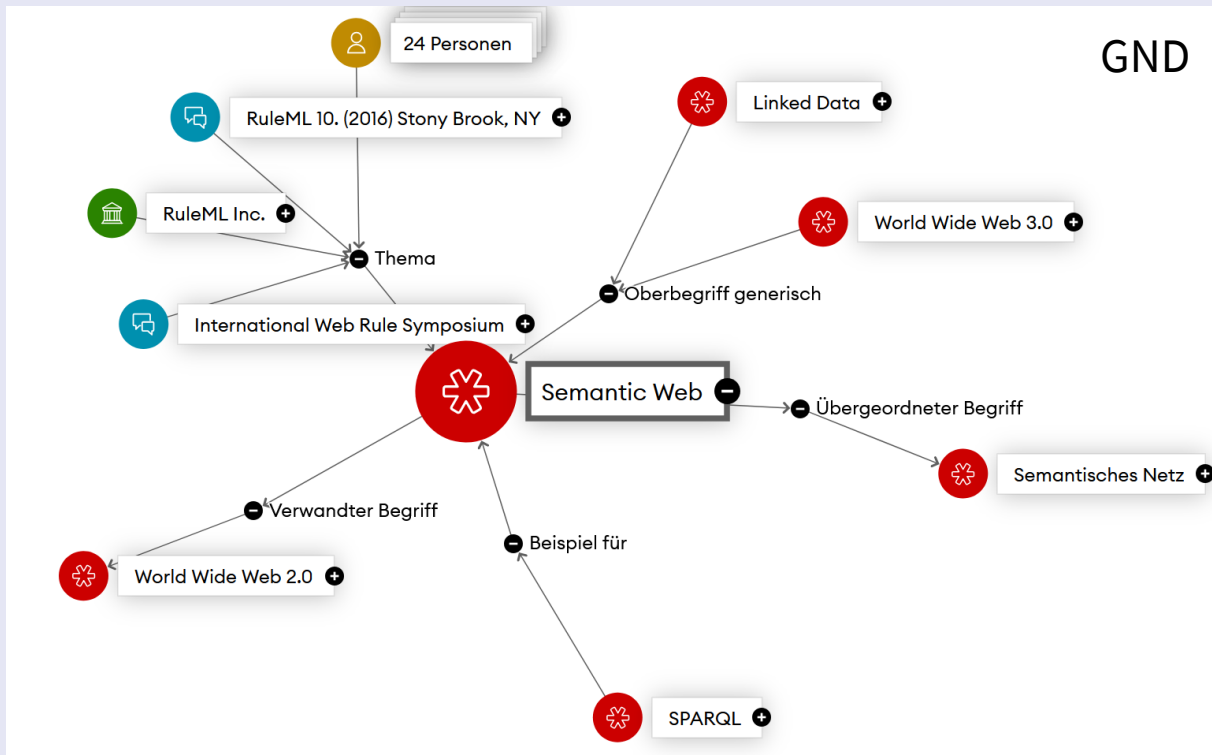 24 Personen
GND
RuleML 10. (2016) Stony Brook, NY
Linked Data
RuleML Inc.
World Wide Web 3.0
Thema
Oberbegriff generisch
International Web Rule Symposium
Semantic Web
Übergeordneter Begriff
Semantisches Netz
Verwandter Begriff
Beispiel für
World Wide Web 2.0
SPARQL